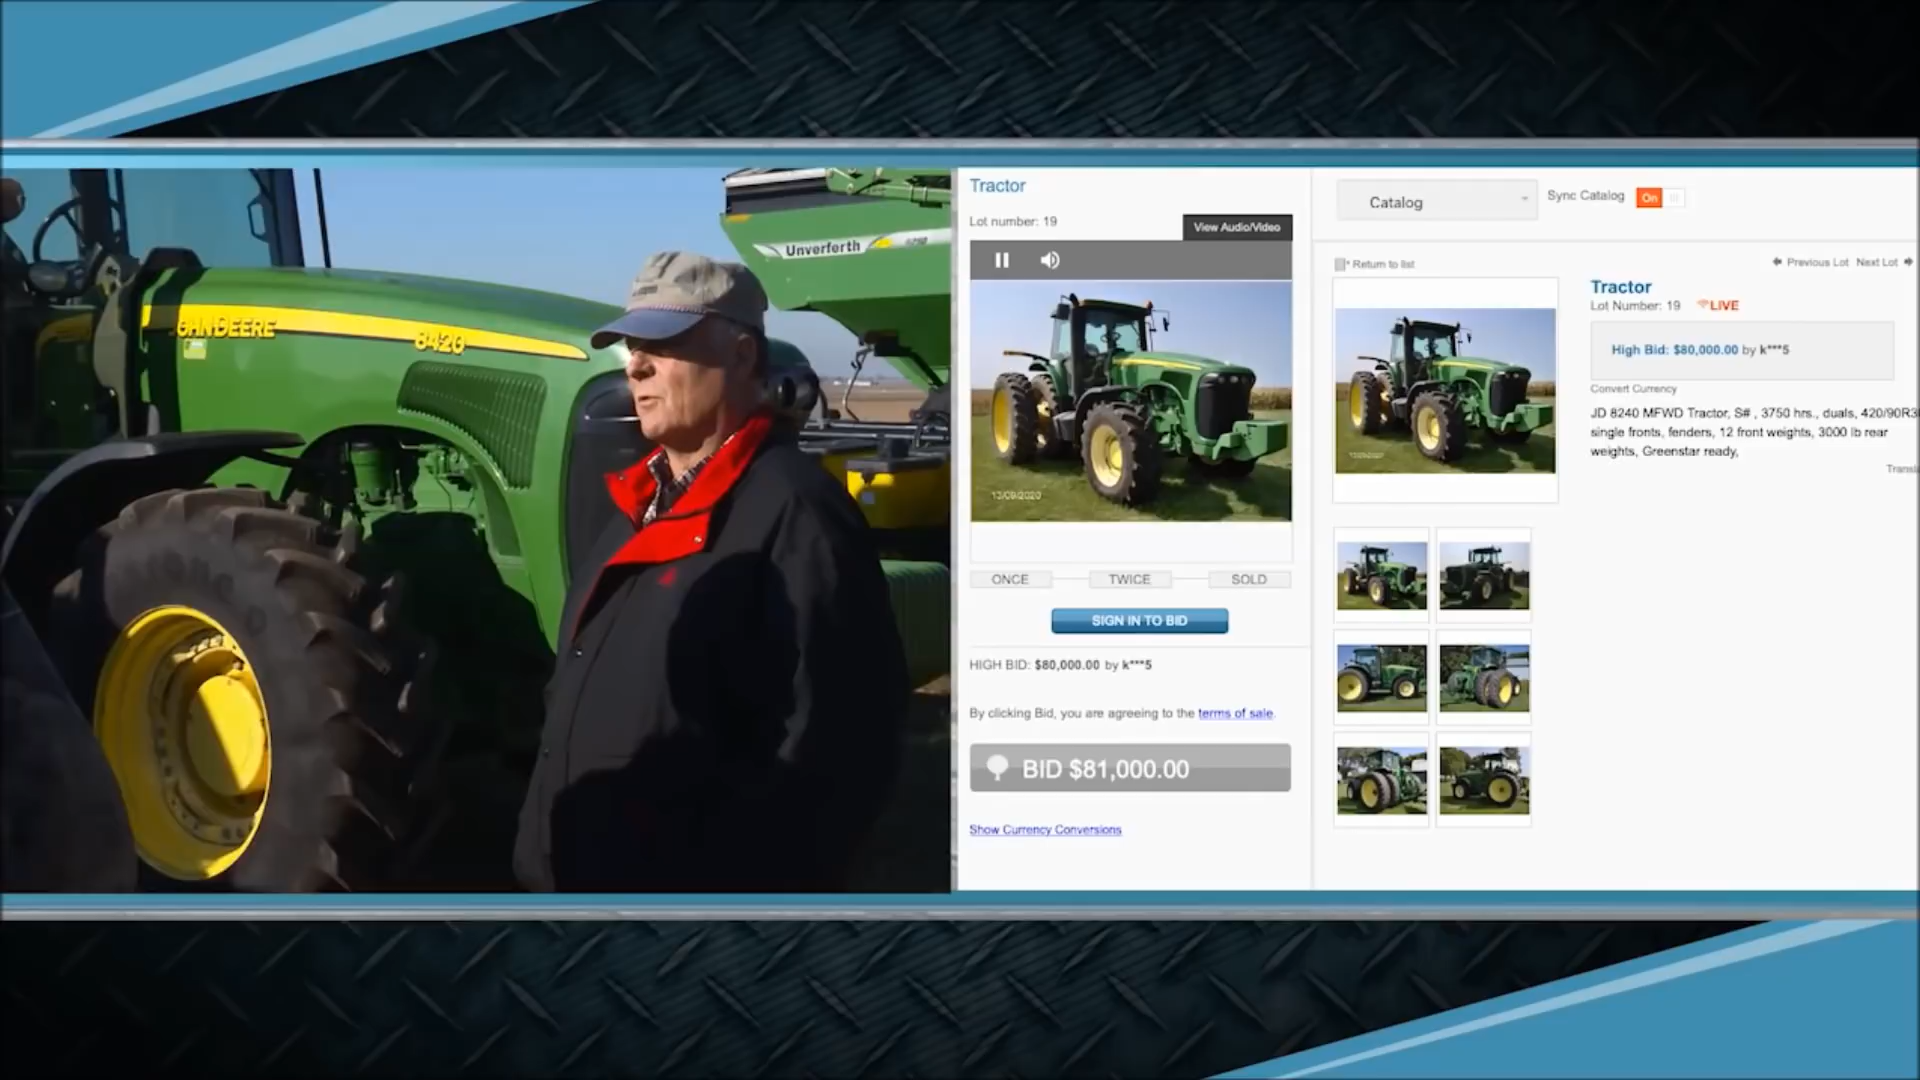 JOHN DEERE
8420
Unverferth
Tractor
Lot number: 19
View Audio/Video
13/09/2020
ONCE
TWICE
SOLD
SIGN IN TO BID
HIGH BID: $80,000.00 by k***5
By clicking Bid, you are agreeing to the terms of sale.
BID $81,000.00
Show Currency Conversions
Catalog
Sync Catalog
On
Return to list
Previous Lot
Next Lot
Tractor
Lot Number: 19
LIVE
High Bid: $80,000.00 by k***5
Convert Currency
JD 8240 MFWD Tractor, S# , 3750 hrs., duals, 420/90R3
single fronts, fenders, 12 front weights, 3000 lb rear
weights, Greenstar ready,
Transla